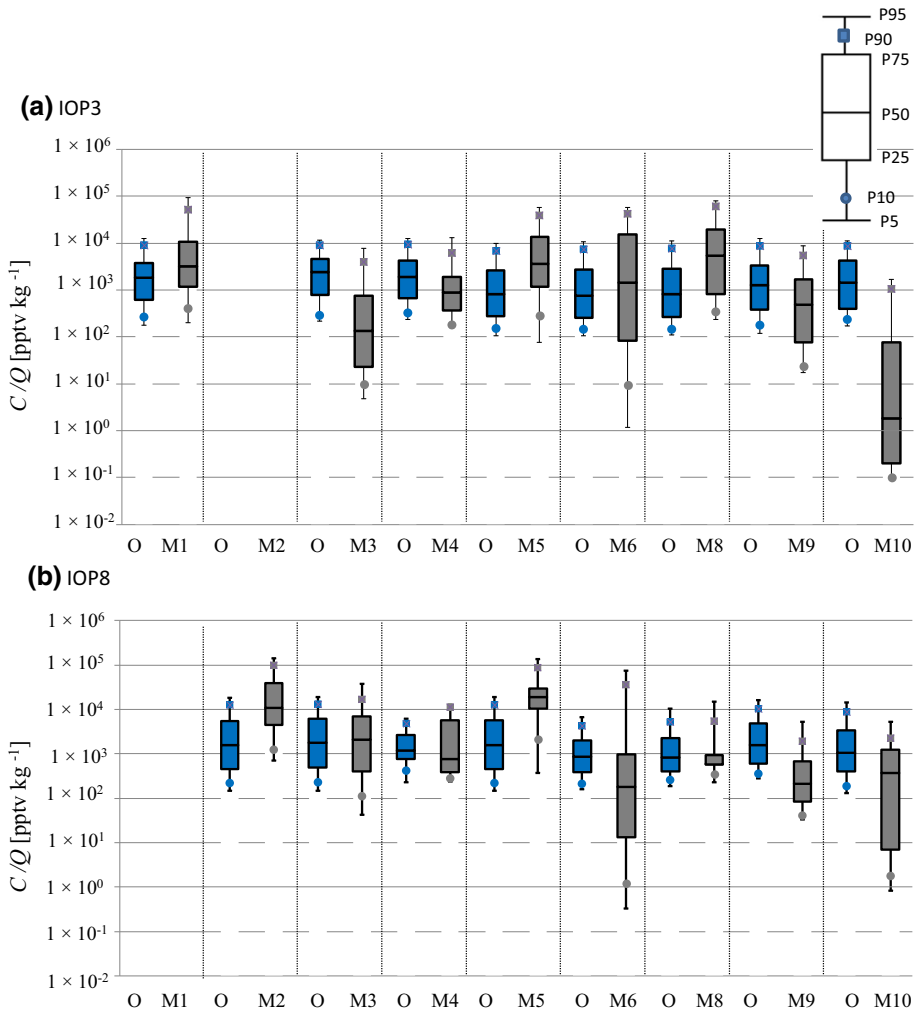 P95
P90
P75
P50
P25
P10
P5
(a) IOP3
C/Q [pptv kg⁻¹]
1 × 10⁶
1 × 10⁵
1 × 10⁴
1 × 10³
1 × 10²
1 × 10¹
1 × 10⁰
1 × 10⁻¹
1 × 10⁻²
O M1 O M2 O M3 O M4 O M5 O M6 O M8 O M9 O M10
(b) IOP8
C/Q [pptv kg⁻¹]
1 × 10⁶
1 × 10⁵
1 × 10⁴
1 × 10³
1 × 10²
1 × 10¹
1 × 10⁰
1 × 10⁻¹
1 × 10⁻²
O M1 O M2 O M3 O M4 O M5 O M6 O M8 O M9 O M10